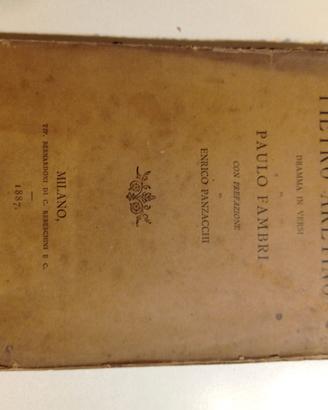 PIETRO ARETINO
DRAMMA IN VERSI
DI
PAULO FAMBRI
CON PREFAZIONE
DI
ENRICO PANZACCHI
MILANO,
TIP. BERNARDONI DI C. REBESCHINI E C.
1887.